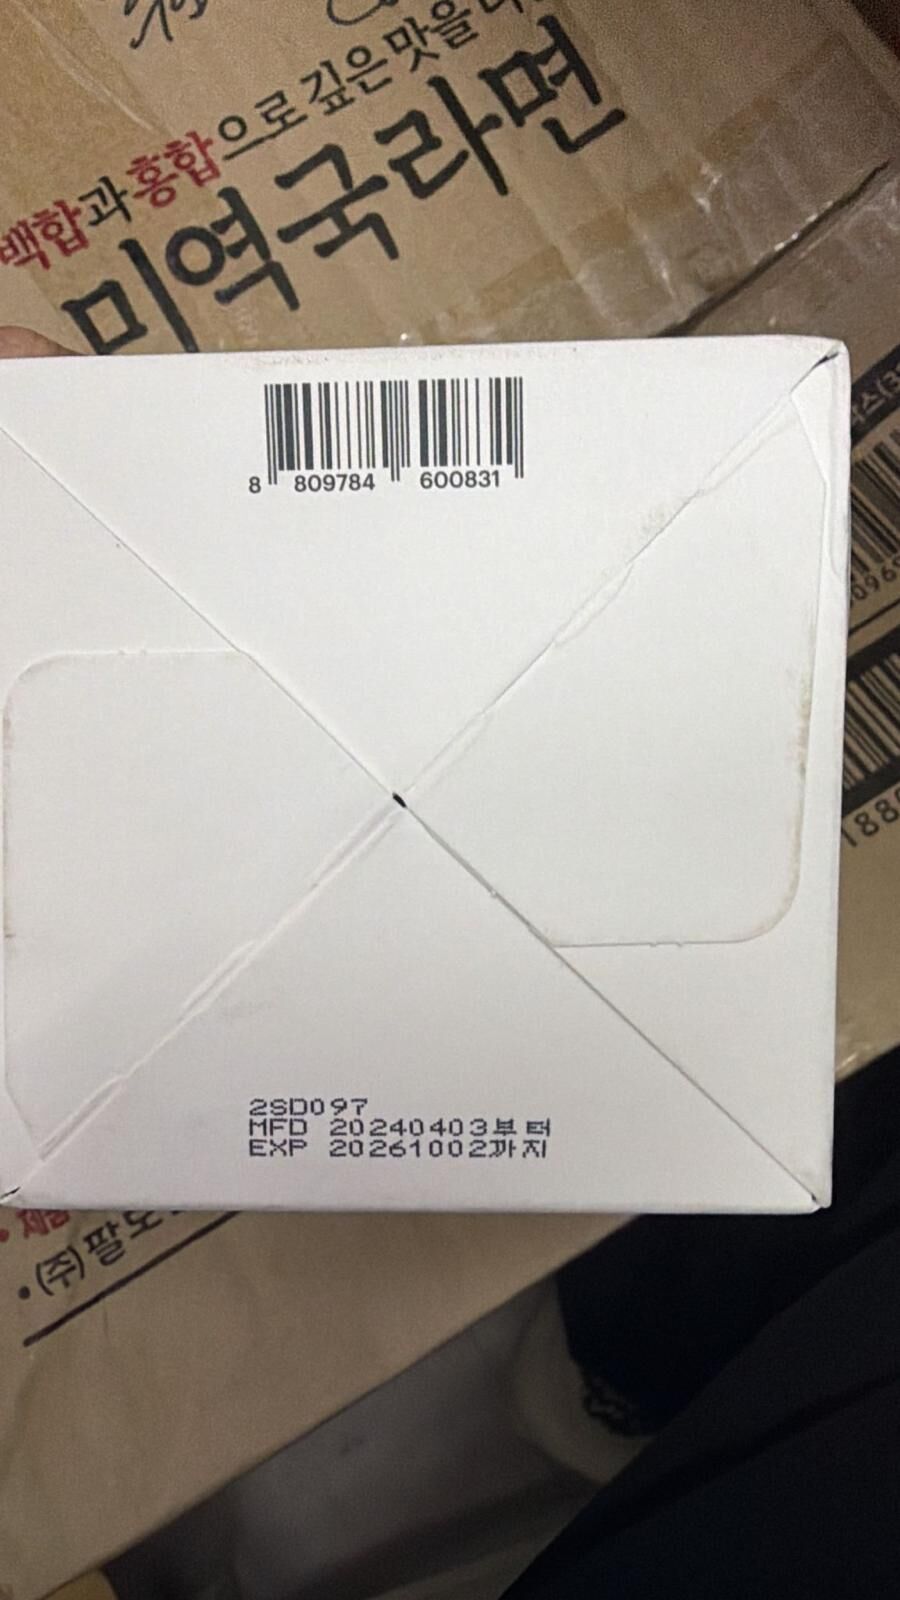 백합과 홍합으로 깊은 맛을
미역국라면
8 809784 600831
188
2SD097
MFD 20240403부터
EXP 20261002까지
•(주)팔도